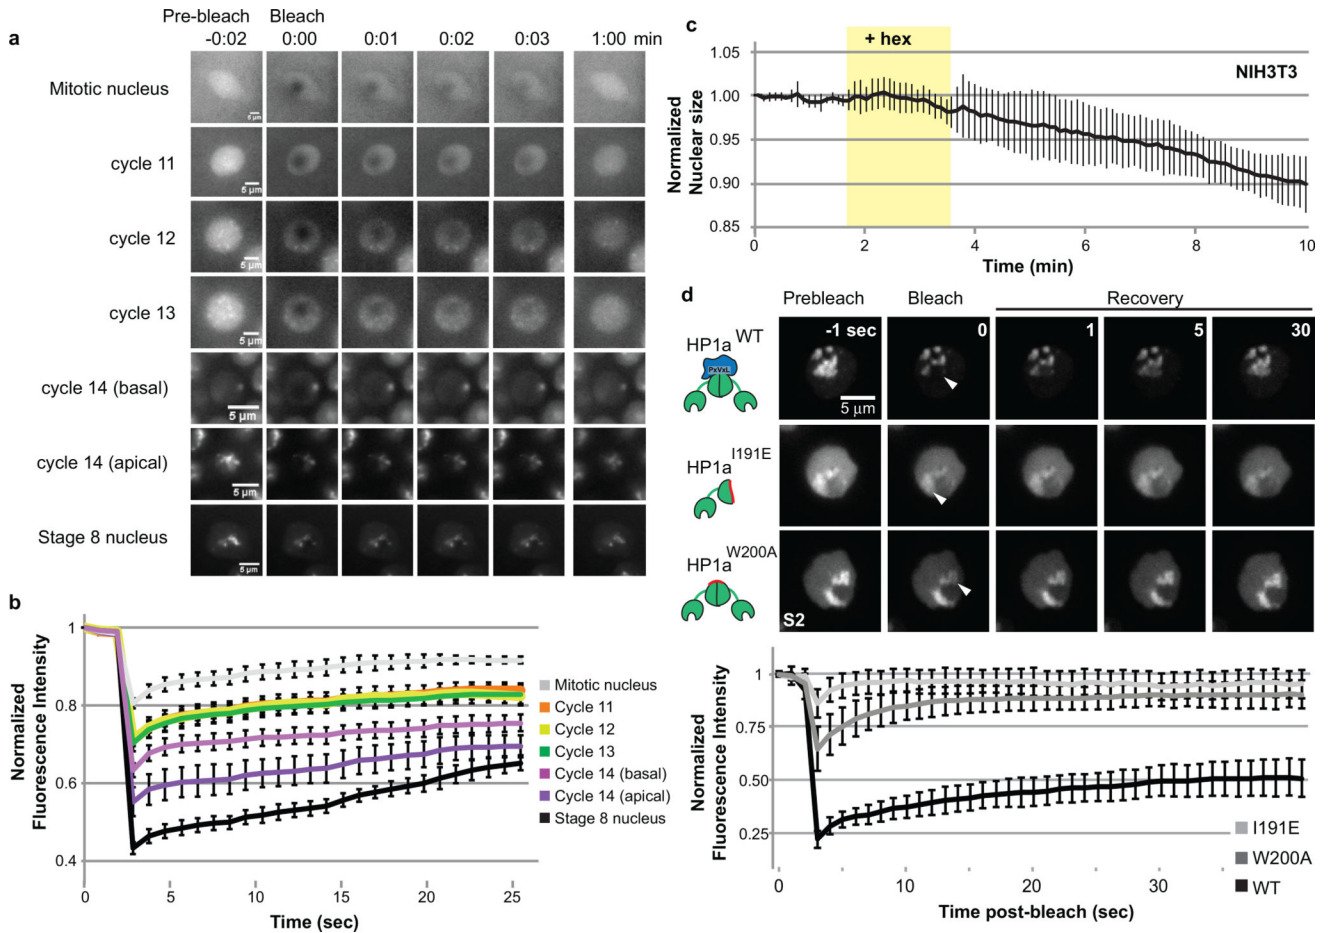 a
Pre-bleach Bleach
-0:02 0:00 0:01 0:02 0:03 1:00 min
Mitotic nucleus
5 µm
cycle 11
5 µm
cycle 12
5 µm
cycle 13
5 µm
cycle 14 (basal)
5 µm
cycle 14 (apical)
5 µm
Stage 8 nucleus
5 µm
b
Normalized
Fluorescence Intensity
1
0.8
0.6
0.4
0 5 10 15 20 25
Time (sec)
Mitotic nucleus
Cycle 11
Cycle 12
Cycle 13
Cycle 14 (basal)
Cycle 14 (apical)
Stage 8 nucleus
c
+ hex
NIH3T3
Normalized
Nuclear size
1.05
1.00
0.95
0.90
0.85
0 2 4 6 8 10
Time (min)
d
Prebleach Bleach Recovery
-1 sec 0 1 5 30
HP1a WT
PxVxL
5 µm
HP1a I191E
HP1a W200A
S2
Normalized
Fluorescence Intensity
1
0.75
0.50
0.25
0 10 20 30
Time post-bleach (sec)
I191E
W200A
WT